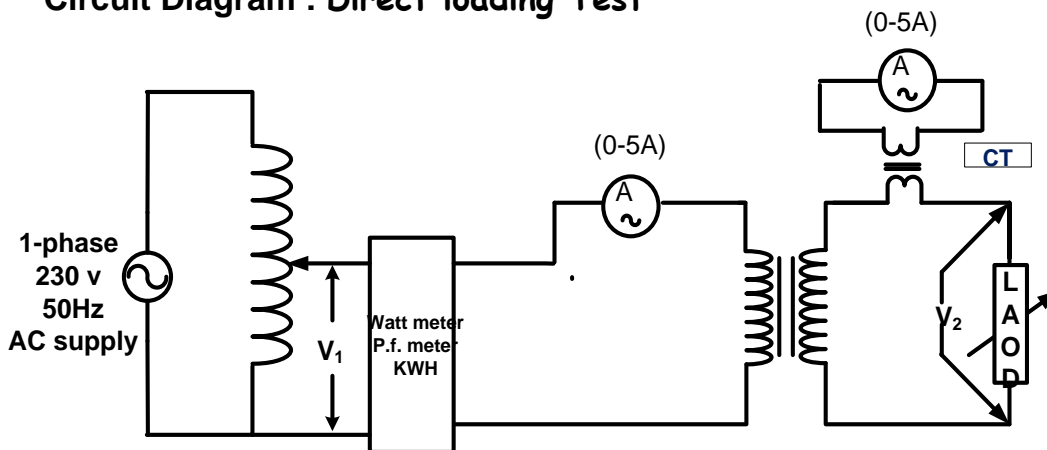 Circuit Diagram : Direct loading Test
(0-5A)
A
CT
(0-5A)
A
1-phase
230 v
50Hz
AC supply
V₁
Watt meter
P.f. meter
KWH
V₂
L
A
O
D